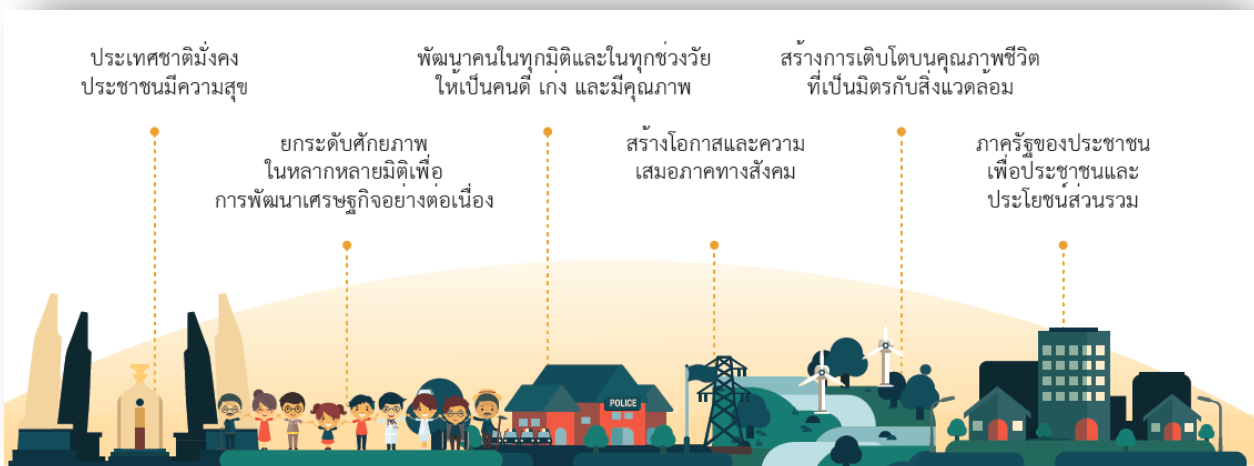 ประเทศชาติมั่งคง
ประชาชนมีความสุข
พัฒนาคนในทุกมิติและในทุกช่วงวัย
ให้เป็นคนดี เก่ง และมีคุณภาพ
สร้างการเติบโตบนคุณภาพชีวิต
ที่เป็นมิตรกับสิ่งแวดล้อม
ยกระดับศักยภาพ
ในหลากหลายมิติเพื่อ
การพัฒนาเศรษฐกิจอย่างต่อเนื่อง
สร้างโอกาสและความ
เสมอภาคทางสังคม
ภาครัฐของประชาชน
เพื่อประชาชนและ
ประโยชน์ส่วนรวม
POLICE